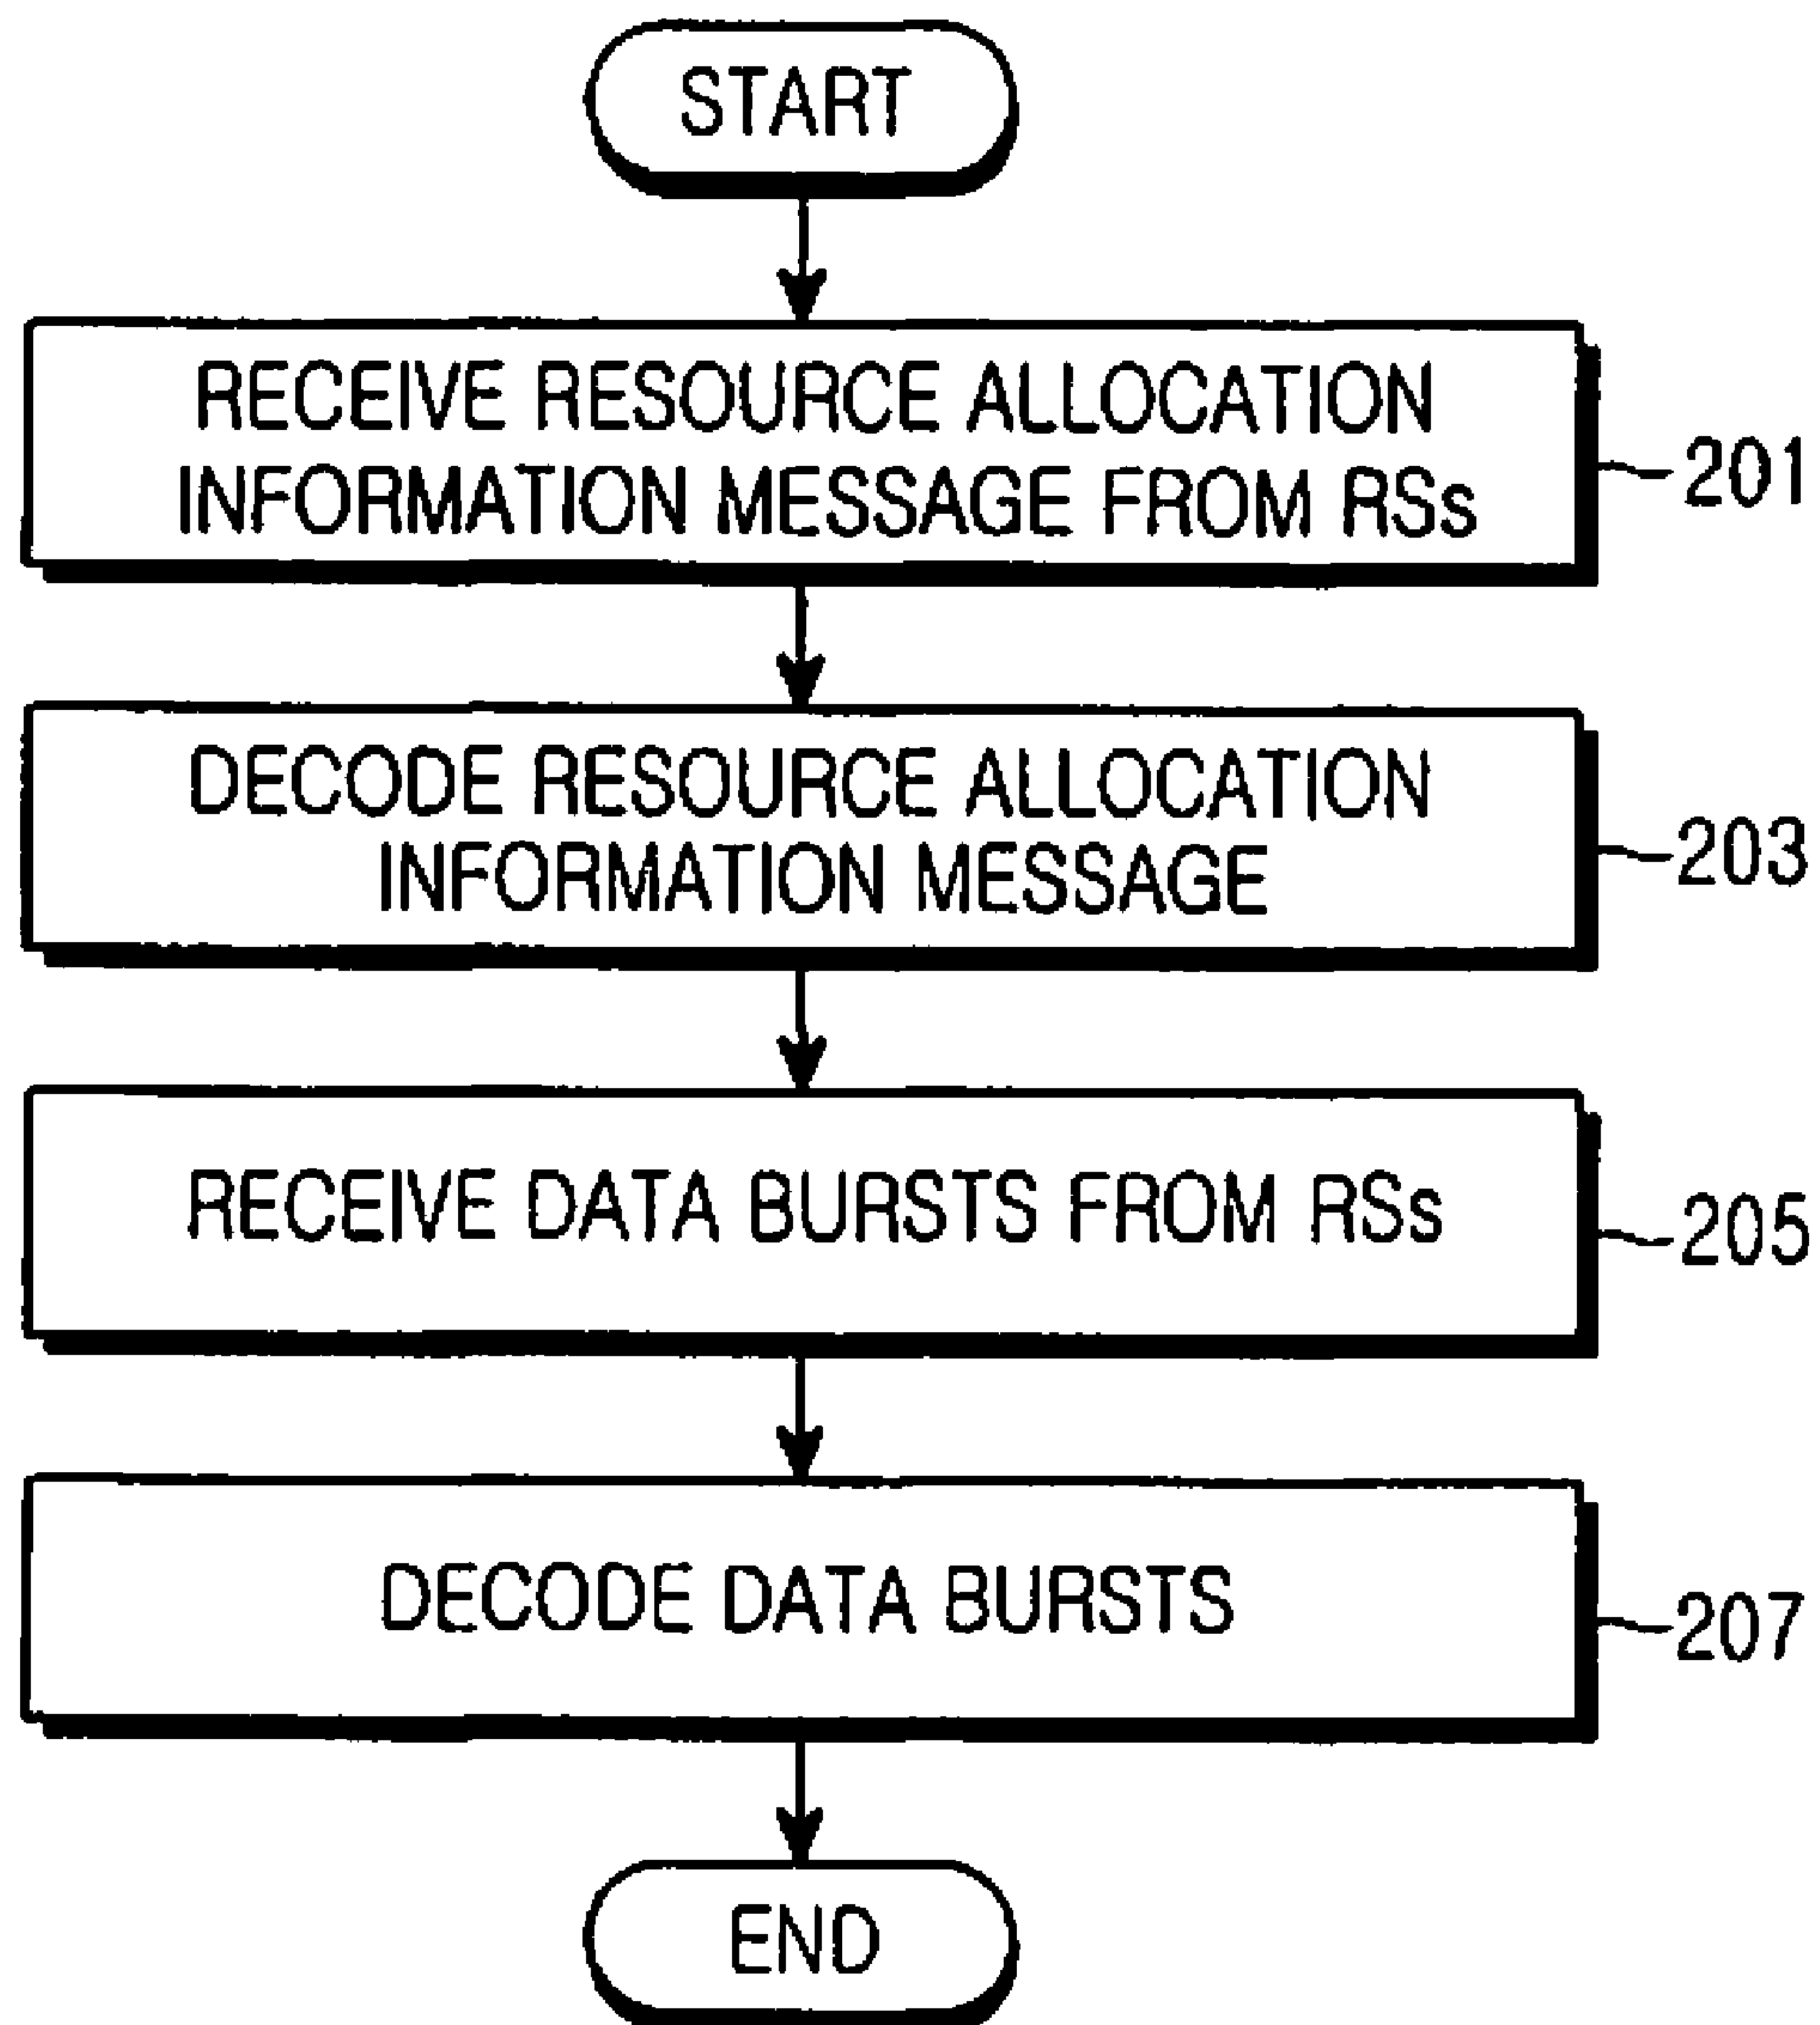 START
RECEIVE RESOURCE ALLOCATION
INFORMATION MESSAGE FROM RSs
201
DECODE RESOURCE ALLOCATION
INFORMATION MESSAGE
203
RECEIVE DATA BURSTS FROM RSs
205
DECODE DATA BURSTS
207
END